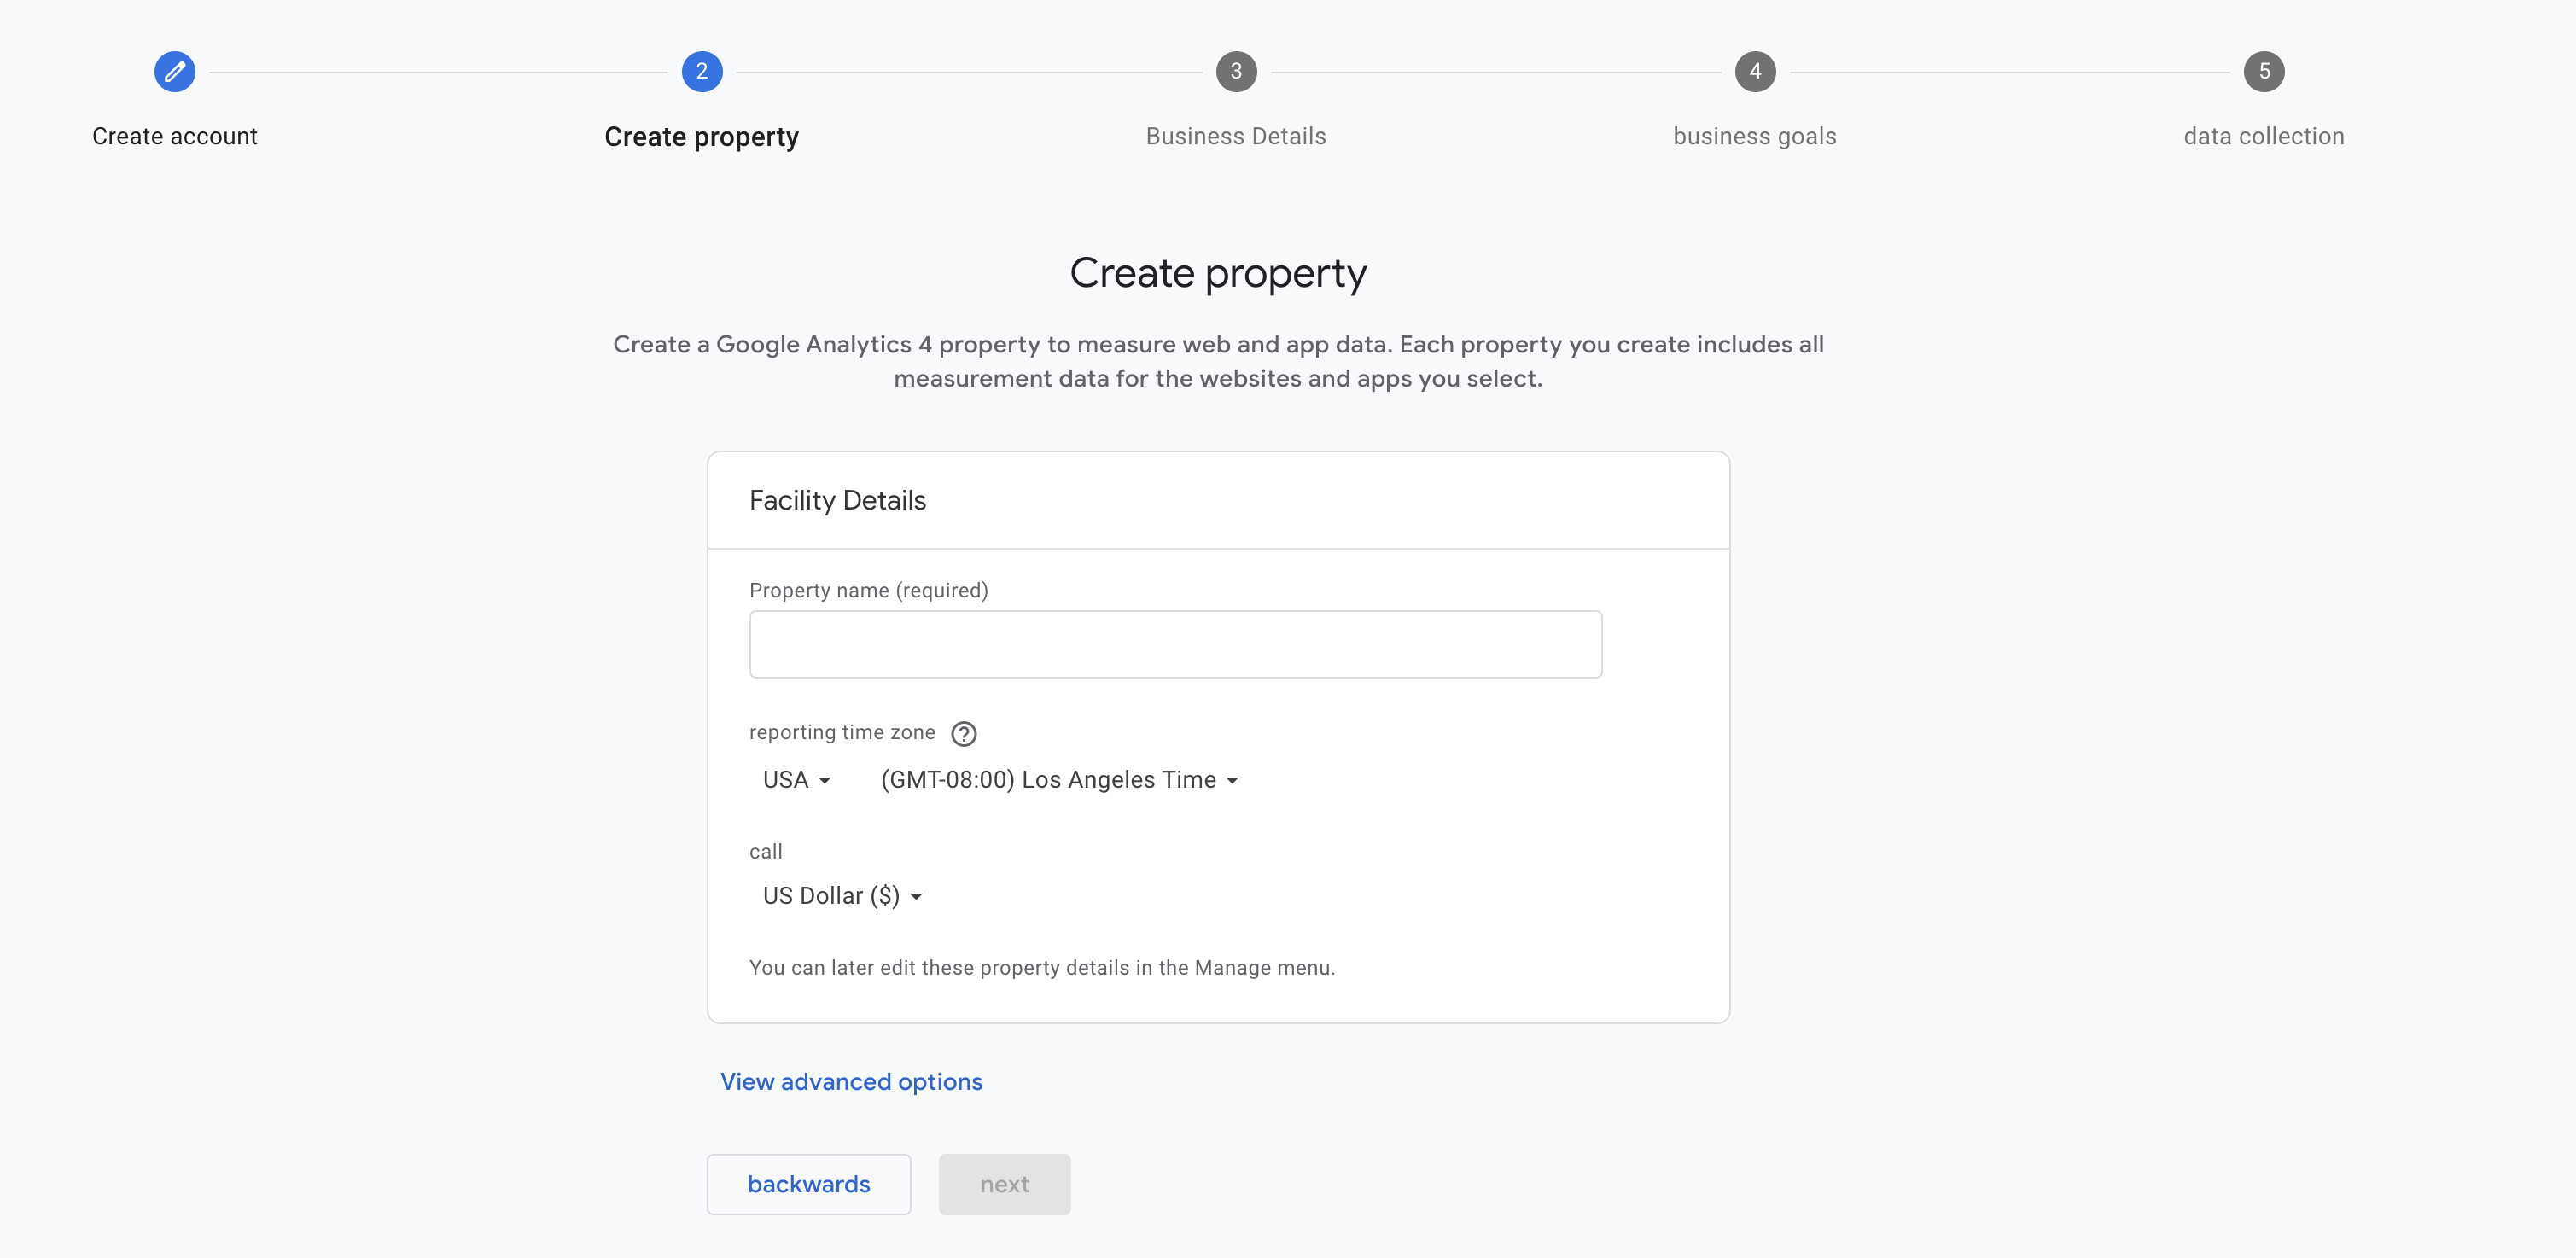 2
3
4
5
Create account
Create property
Business Details
business goals
data collection
Create property
Create a Google Analytics 4 property to measure web and app data. Each property you create includes all
measurement data for the websites and apps you select.
Facility Details
Property name (required)
reporting time zone ?
USA (GMT-08:00) Los Angeles Time
call
US Dollar ($)
You can later edit these property details in the Manage menu.
View advanced options
backwards
next